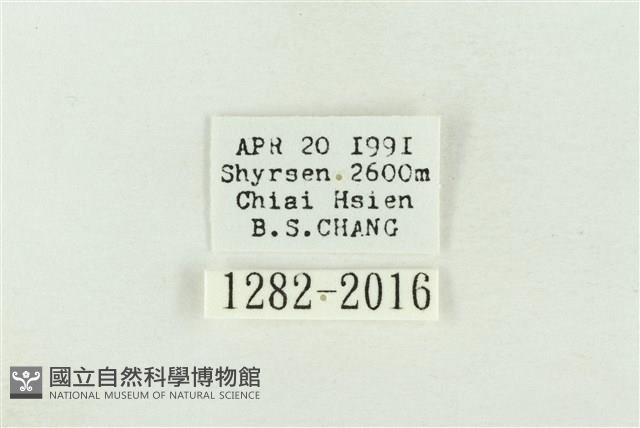 APR 20 1991
Shyrsen 2600m
Chiai Hsien
B.S.CHANG
1282-2016
國立自然科學博物館
NATIONAL MUSEUM OF NATURAL SCIENCE